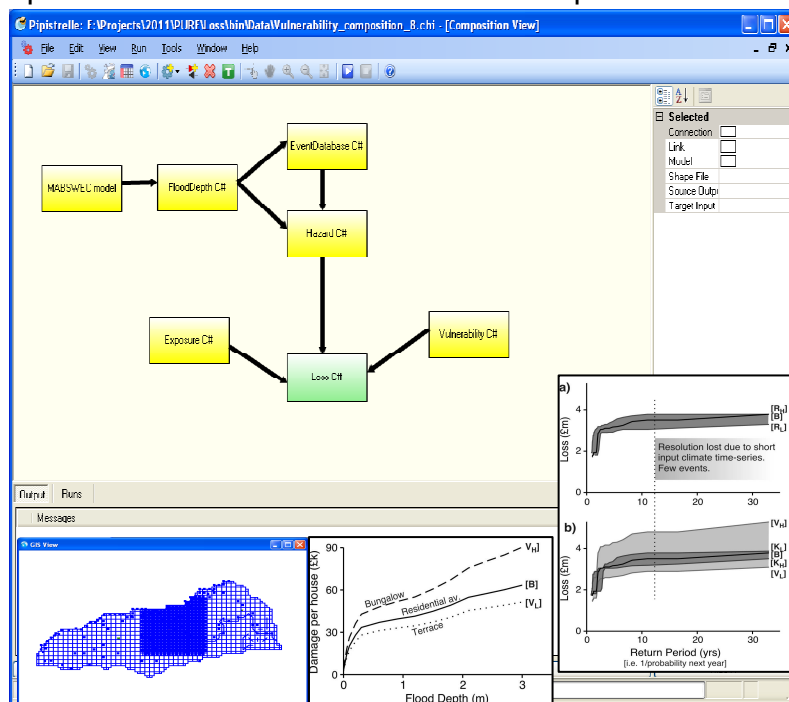 Pipistrelle: E:\Projects\2011\PURE\Loss\bin\Data\Vulnerability_composition_8.chi - [Composition View]
File Edit View Run Tools Window Help
EventDatabase C#
MABSWEC model
FloodDepth C#
Hazard C#
Exposure C#
Vulnerability C#
Loss C#
Selected
Connection
Link
Model
Shape File
Source Outpu
Target Input
Output Runs
Messages
GIS View
90
60
30
0
Damage per house (£k)
Bungalow
Residential av.
Terrace
V_H]
[B]
[V_L]
0 1 2 3
Flood Depth (m)
a)
4
2
0
Loss (£m)
[R_H]
[B]
[R_L]
Resolution lost due to short
input climate time-series.
Few events.
0 10 20 30
b)
4
2
0
Loss (£m)
[V_H]
[K_L]
[B]
[K_H]
[V_L]
0 10 20 30
Return Period (yrs)
[i.e. 1/probability next year]